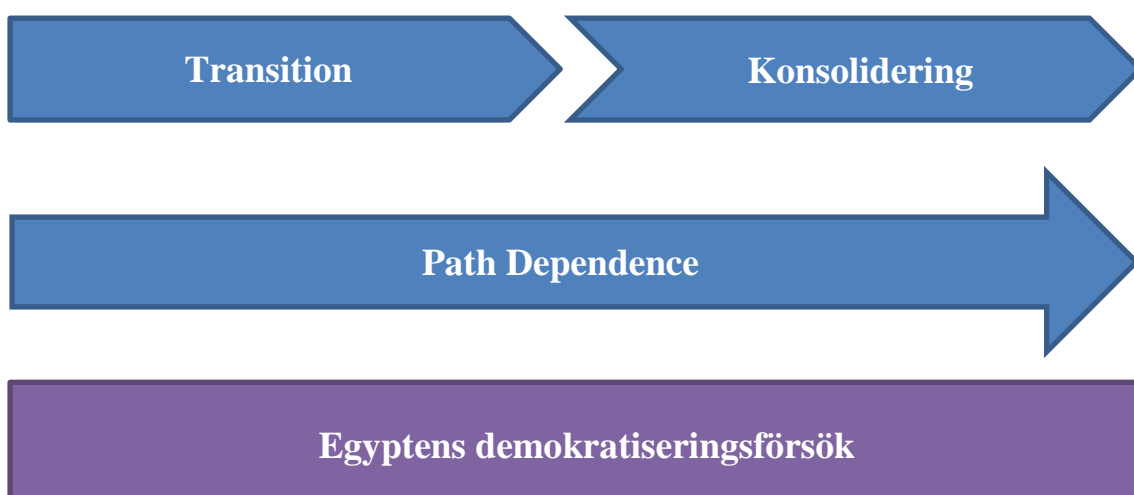 Transition
Konsolidering
Path Dependence
Egyptens demokratiseringsförsök